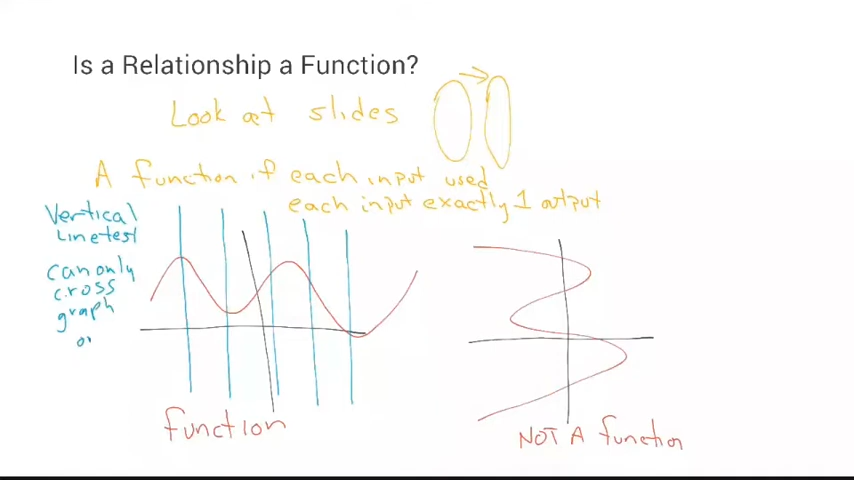 Is a Relationship a Function?
Look at slides
A function if each input used
each input exactly 1 output
Vertical
Line test
can only
cross
graph
or
function
NOT A function